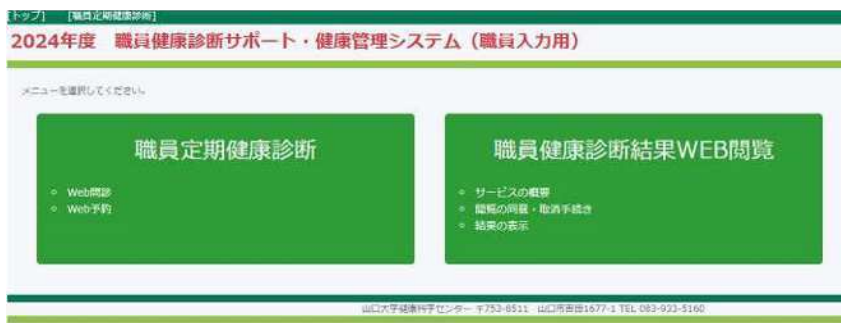 [トップ] [職員定期健康診断]
2024年度 職員健康診断サポート・健康管理システム（職員入力用）
メニューを選択してください。
職員定期健康診断
Web問診
Web予約
職員健康診断結果WEB閲覧
サービスの概要
閲覧の同意・取消手続き
結果の表示
山口大学健康科学センター 〒753-8511 山口市吉田1677-1 TEL 083-933-5160